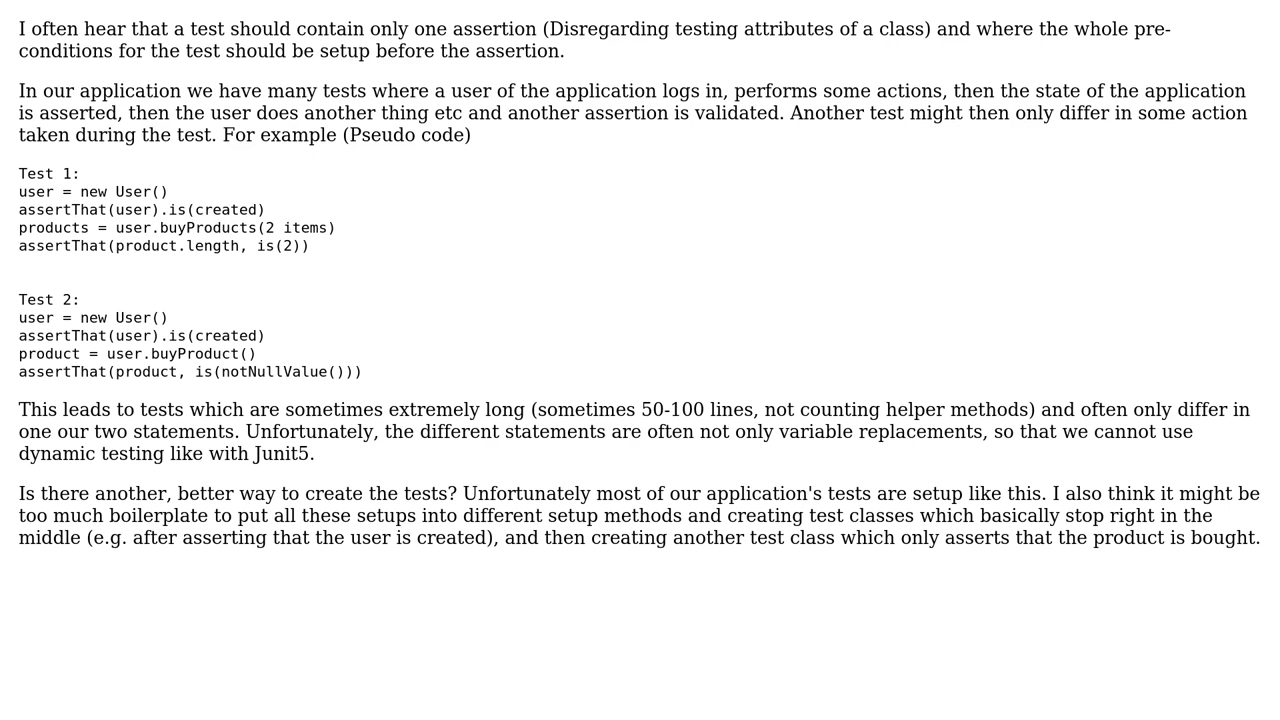 I often hear that a test should contain only one assertion (Disregarding testing attributes of a class) and where the whole pre-
conditions for the test should be setup before the assertion.
In our application we have many tests where a user of the application logs in, performs some actions, then the state of the application
is asserted, then the user does another thing etc and another assertion is validated. Another test might then only differ in some action
taken during the test. For example (Pseudo code)
Test 1:
user = new User()
assertThat(user).is(created)
products = user.buyProducts(2 items)
assertThat(product.length, is(2))
Test 2:
user = new User()
assertThat(user).is(created)
product = user.buyProduct()
assertThat(product, is(notNullValue()))
This leads to tests which are sometimes extremely long (sometimes 50-100 lines, not counting helper methods) and often only differ in
one our two statements. Unfortunately, the different statements are often not only variable replacements, so that we cannot use
dynamic testing like with Junit5.
Is there another, better way to create the tests? Unfortunately most of our application's tests are setup like this. I also think it might be
too much boilerplate to put all these setups into different setup methods and creating test classes which basically stop right in the
middle (e.g. after asserting that the user is created), and then creating another test class which only asserts that the product is bought.